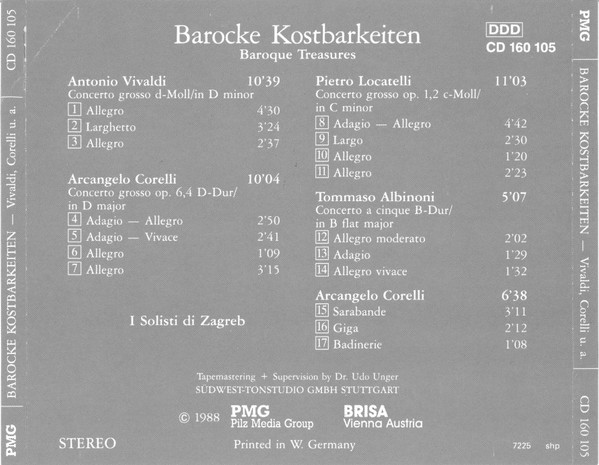 Barocke Kostbarkeiten
Baroque Treasures
DDD
CD 160 105
Antonio Vivaldi 10'39
Concerto grosso d-Moll/in D minor
1 Allegro 4'30
2 Larghetto 3'24
3 Allegro 2'37
Arcangelo Corelli 10'04
Concerto grosso op. 6,4 D-Dur/
in D major
4 Adagio — Allegro 2'50
5 Adagio — Vivace 2'41
6 Allegro 1'09
7 Allegro 3'15
I Solisti di Zagreb
Pietro Locatelli 11'03
Concerto grosso op. 1,2 c-Moll/
in C minor
8 Adagio — Allegro 4'42
9 Largo 2'30
10 Allegro 1'20
11 Allegro 2'23
Tommaso Albinoni 5'07
Concerto a cinque B-Dur/
in B flat major
12 Allegro moderato 2'02
13 Adagio 1'29
14 Allegro vivace 1'32
Arcangelo Corelli 6'38
15 Sarabande 3'11
16 Giga 2'12
17 Badinerie 1'08
Tapemastering + Supervision by Dr. Udo Unger
SÜDWEST-TONSTUDIO GMBH STUTTGART
© 1988 PMG BRISA
Pilz Media Group Vienna Austria
STEREO Printed in W. Germany 7225 shp
PMG BAROCKE KOSTBARKEITEN — Vivaldi, Corelli u. a. CD 160 105
PMG BAROCKE KOSTBARKEITEN — Vivaldi, Corelli u. a. CD 160 105